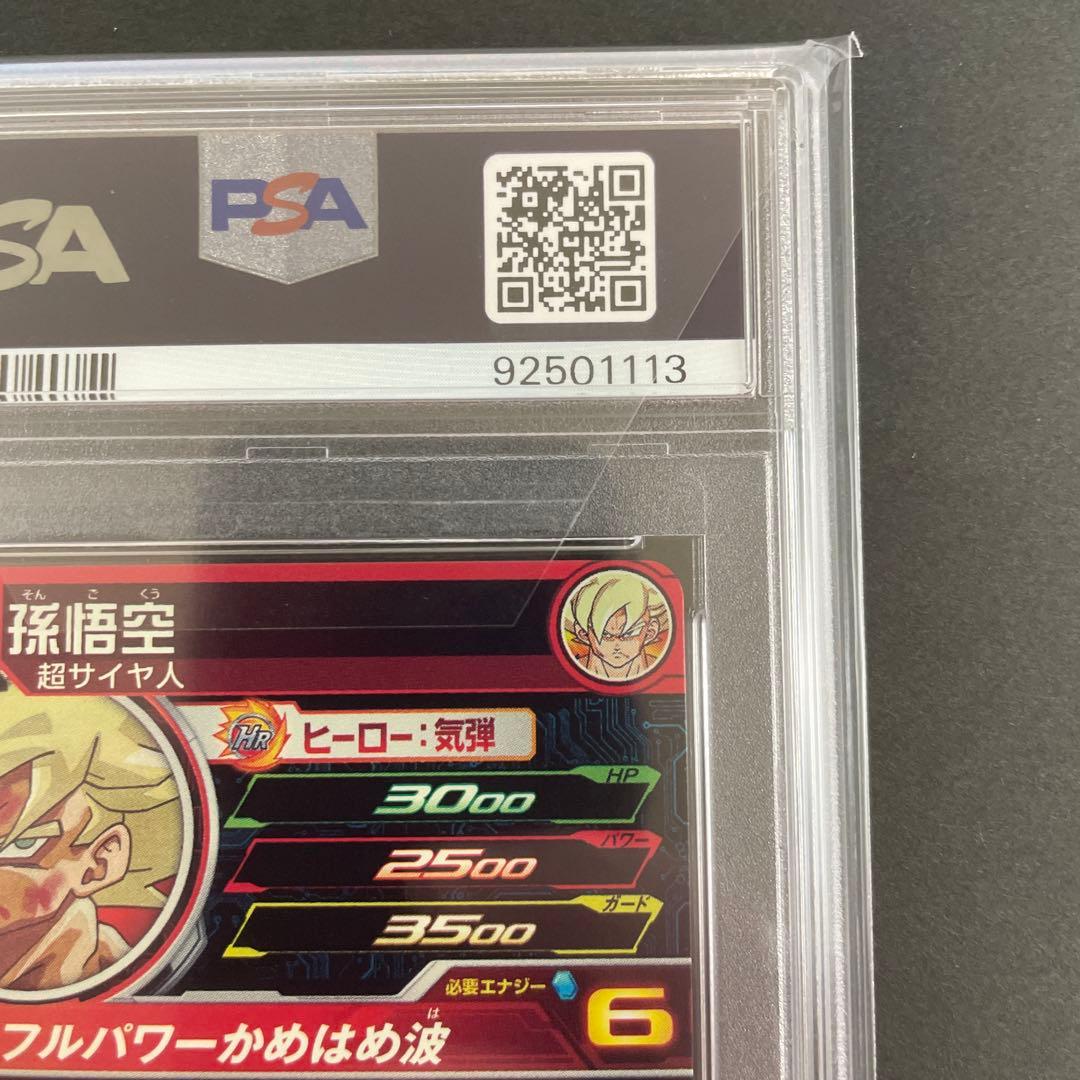 PSA
PSA
92501113
そんごくう
孫悟空
超サイヤ人
HR
ヒーロー:気弾
HP
3000
パワー
2500
ガード
3500
必要エナジー
6
は
フルパワーかめはめ波